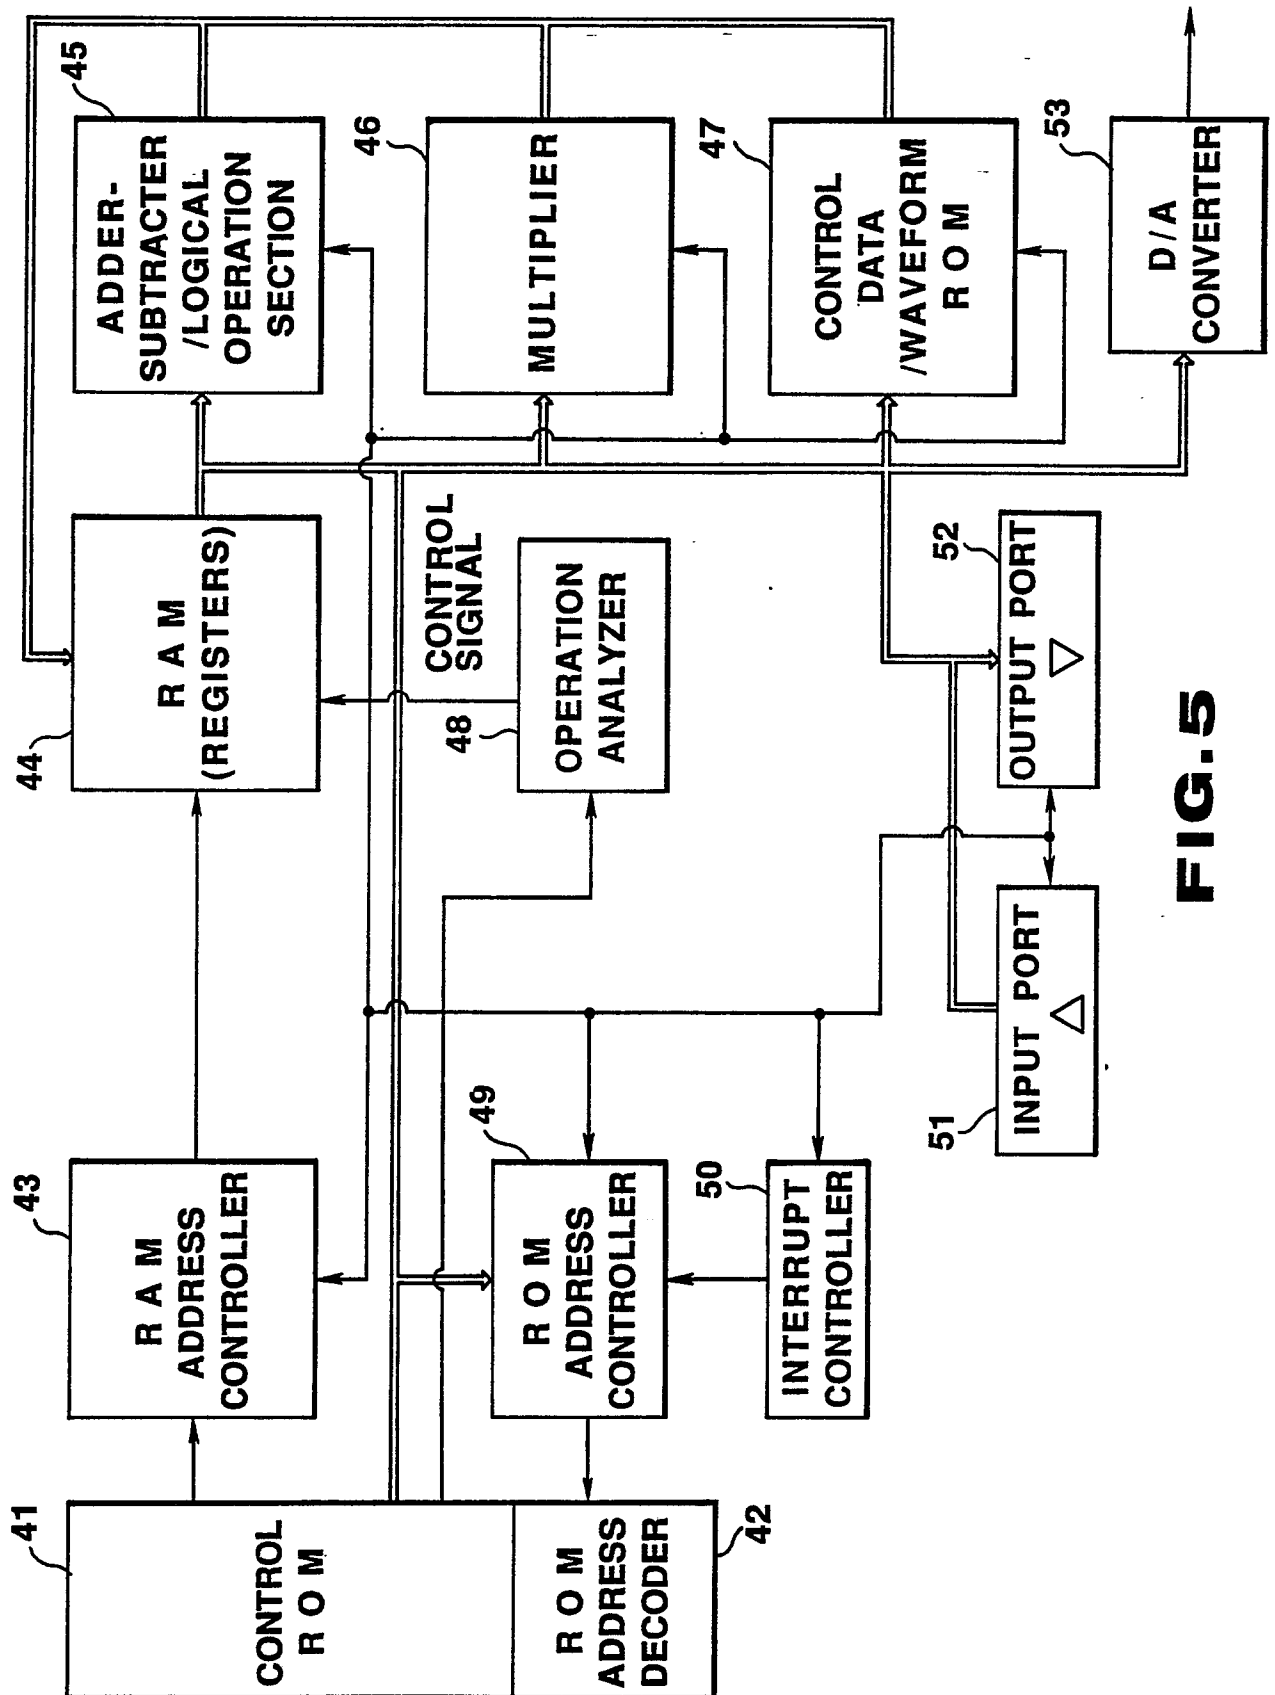 41
CONTROL
R O M
R O M
ADDRESS
DECODER
42
43
R A M
ADDRESS
CONTROLLER
49
R O M
ADDRESS
CONTROLLER
50
INTERRUPT
CONTROLLER
44
R A M
(REGISTERS)
CONTROL
SIGNAL
48
OPERATION
ANALYZER
51
INPUT PORT
52
OUTPUT PORT
45
ADDER-
SUBTRACTER
/LOGICAL
OPERATION
SECTION
46
MULTIPLIER
47
CONTROL
DATA
/WAVEFORM
R O M
53
D/A
CONVERTER
FIG.5